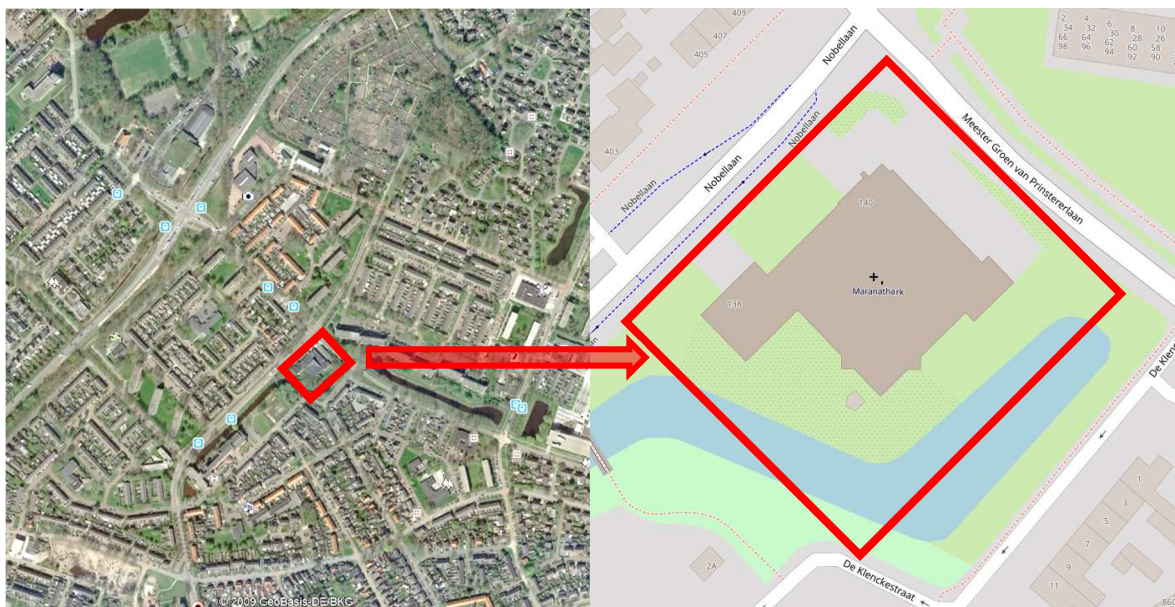 © 2009 GeoBasis-DE/BKG
Nobellaan
409
407
405
403
Nobellaan
Nobellaan
Nobellaan
Meester Groen van Prinstererlaan
2 4 6 8 10
34 32 30 28 26
66 64 62 60 58
98 96 94 92 90
140
138
Maranathark
De Klenckestraat
2A
1
3
5
7
9
11